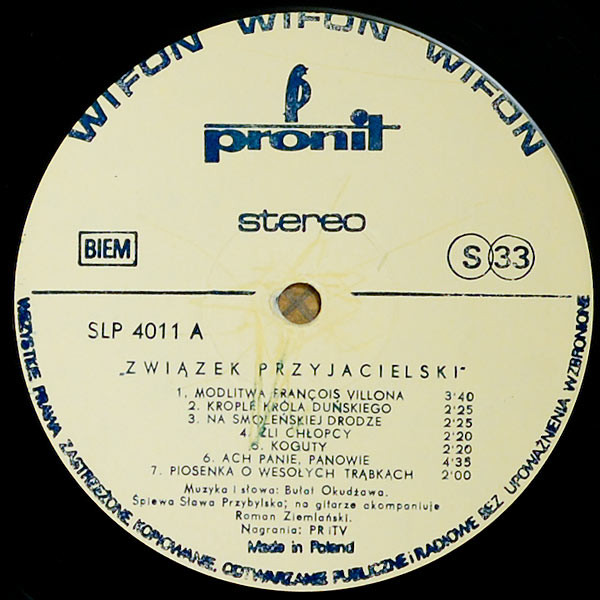 WIFON WIFON WIFON
pronit
stereo
BIEM
S 33
SLP 4011 A
„ZWIĄZEK PRZYJACIELSKI"
1. MODLITWA FRANÇOIS VILLONA 3'40
2. KROPLE KRÓLA DUŃSKIEGO 2'25
3. NA SMOLEŃSKIEJ DRODZE 2'25
4. ŹLI CHŁOPCY 2'20
5. KOGUTY 2'20
6. ACH PANIE, PANOWIE 4'35
7. PIOSENKA O WESOŁYCH TRĄBKACH 2'00
Muzyka i słowa: Bułat Okudżawa.
Śpiewa Sława Przybylska; na gitarze akompaniuje
Roman Ziemlański.
Nagrania: PR i TV
Made in Poland
WSZYSTKIE PRAWA ZASTRZEŻONE KOPIOWANIE, ODTWARZANIE PUBLICZNE i RADIOWE BEZ UPOWAŻNIENIA WZBRONIONE